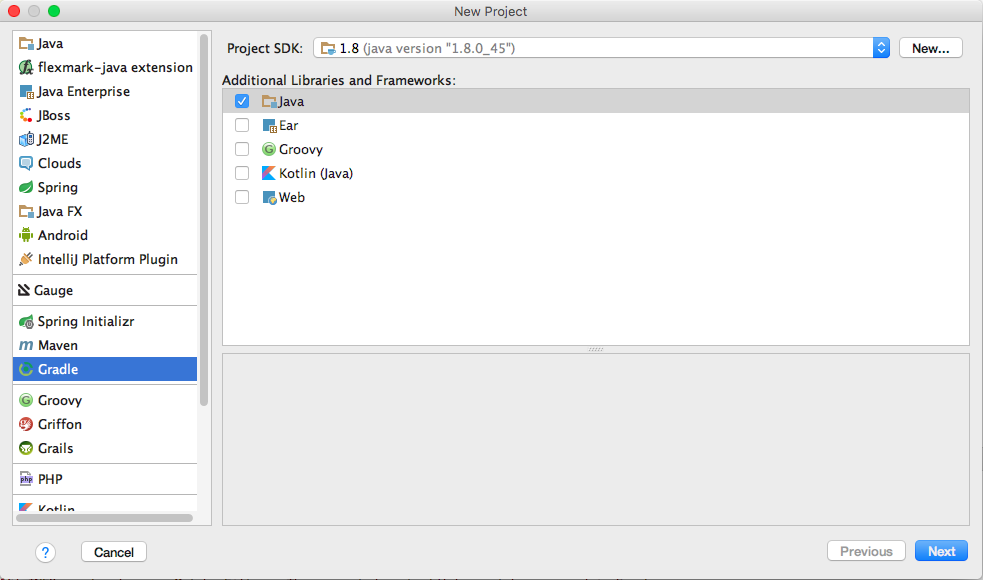 New Project
Java
flexmark-java extension
Java Enterprise
JBoss
J2ME
Clouds
Spring
Java FX
Android
IntelliJ Platform Plugin
Gauge
Spring Initializr
Maven
Gradle
Groovy
Griffon
Grails
PHP
Kotlin
Project SDK: 1.8 (java version "1.8.0_45") New...
Additional Libraries and Frameworks:
Java
Ear
Groovy
Kotlin (Java)
Web
? Cancel Previous Next